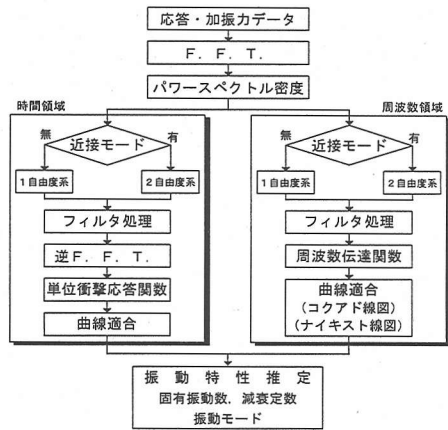 応答・加振力データ
F．F．T．
パワースペクトル密度
時間領域
無
近接モード
有
1自由度系
2自由度系
フィルタ処理
逆F．F．T．
単位衝撃応答関数
曲線適合
周波数領域
無
近接モード
有
1自由度系
2自由度系
フィルタ処理
周波数伝達関数
曲線適合
(コクアド線図)
(ナイキスト線図)
振動特性推定
固有振動数，減衰定数
振動モード